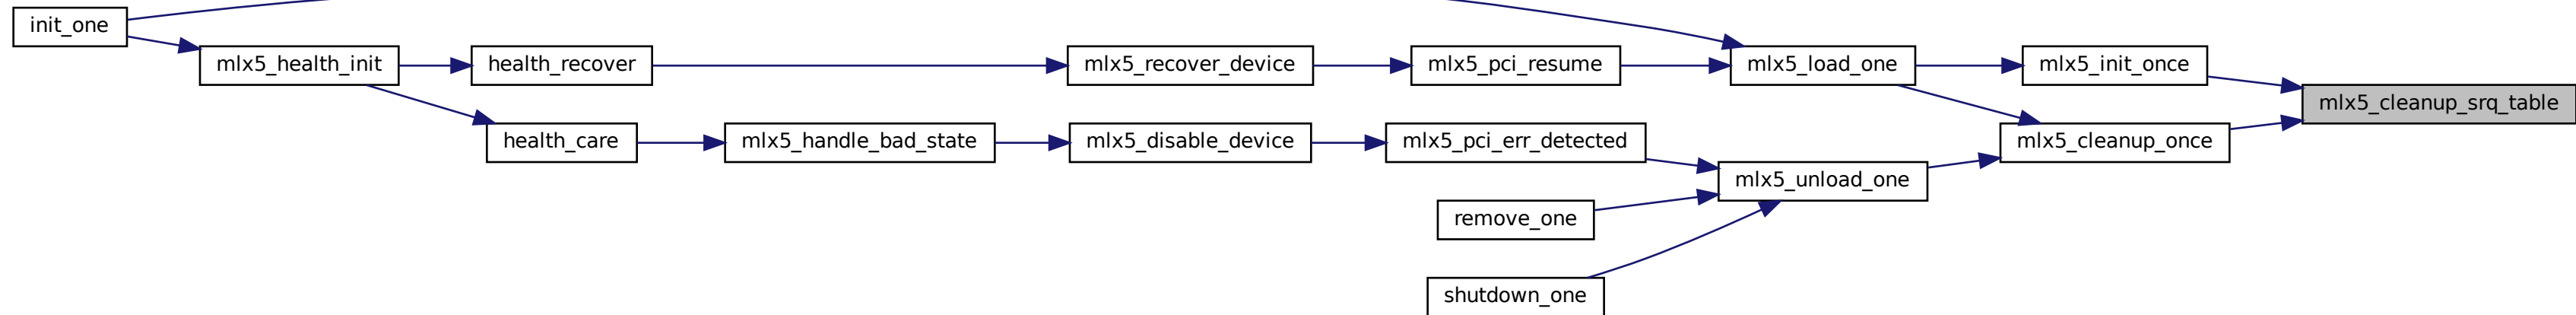 init_one
mlx5_health_init
health_recover
mlx5_recover_device
mlx5_pci_resume
mlx5_load_one
mlx5_init_once
mlx5_cleanup_srq_table
health_care
mlx5_handle_bad_state
mlx5_disable_device
mlx5_pci_err_detected
mlx5_cleanup_once
mlx5_unload_one
remove_one
shutdown_one